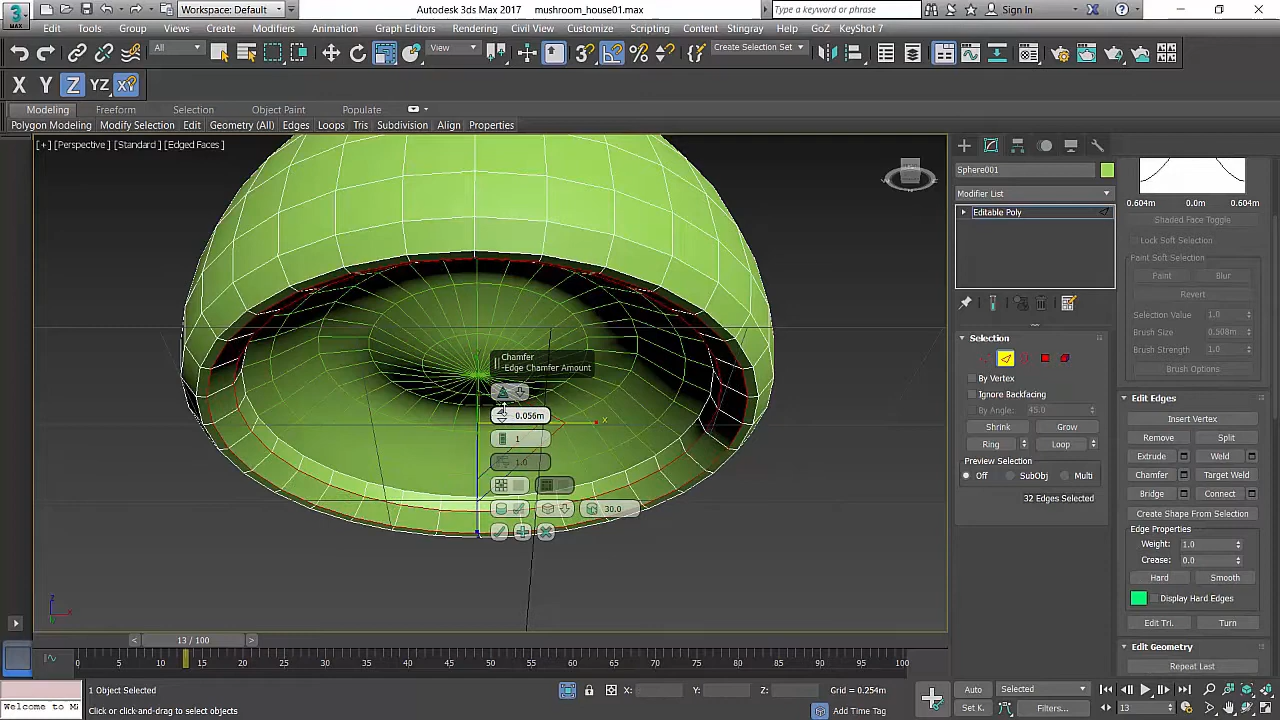 3
MAX
Workspace: Default
Autodesk 3ds Max 2017
mushroom_house01.max
Type a keyword or phrase
Sign In
Edit
Tools
Group
Views
Create
Modifiers
Animation
Graph Editors
Rendering
Civil View
Customize
Scripting
Content
Straight
Help
GoZ
KeyShot 7
All
View
Create Selection Set
X
Y
Z
YZ
XY
Modeling
Freeform
Selection
Object Paint
Populate
Polygon Modeling
Modify Selection
Edit
Geometry (All)
Edges
Loops
Tris
Subdivision
Align
Properties
[+] [Perspective ] [Standard ] [Edged Faces ]
Chamfer
-Edge Chamfer Amount
0.056m
1
1.0
30.0
x
z
x
Sphere001
Modifier List
Editable Poly
Selection
By Vertex
Ignore Backfacing
By Angle: 45.0
Shrink
Grow
Ring
Loop
Preview Selection
Off
SubObj
Multi
32 Edges Selected
0.604m
0.0m
0.604m
Shaded Face Toggle
Lock Soft Selection
Paint Soft Selection
Paint
Blur
Revert
Selection Value 1.0
Brush Size 0.508m
Brush Strength 1.0
Brush Options
Edit Edges
Insert Vertex
Remove
Split
Extrude
Weld
Chamfer
Target Weld
Bridge
Connect
Create Shape From Selection
Edge Properties
Weight: 1.0
Crease: 0.0
Hard
Smooth
Display Hard Edges
Edit Tri.
Turn
Edit Geometry
Repeat Last
< 13 / 100 >
0 5 10 15 20 25 30 35 40 45 50 55 60 65 70 75 80 85 90 95 100
Welcome to M
1 Object Selected
Click or click-and-drag to select objects
X:
Y:
Z:
Grid = 0.254m
Add Time Tag
Auto
Selected
Set K.
Filters...
13